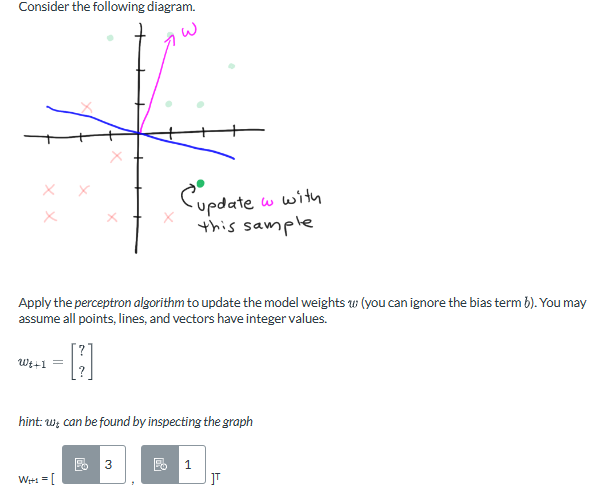 Consider the following diagram.
w
update w with
this sample
Apply the perceptron algorithm to update the model weights w (you can ignore the bias term b). You may
assume all points, lines, and vectors have integer values.
wₜ₊₁ = [?
?]
hint: wₜ can be found by inspecting the graph
Wₜ₊₁ = [ 3 , 1 ]ᵀ